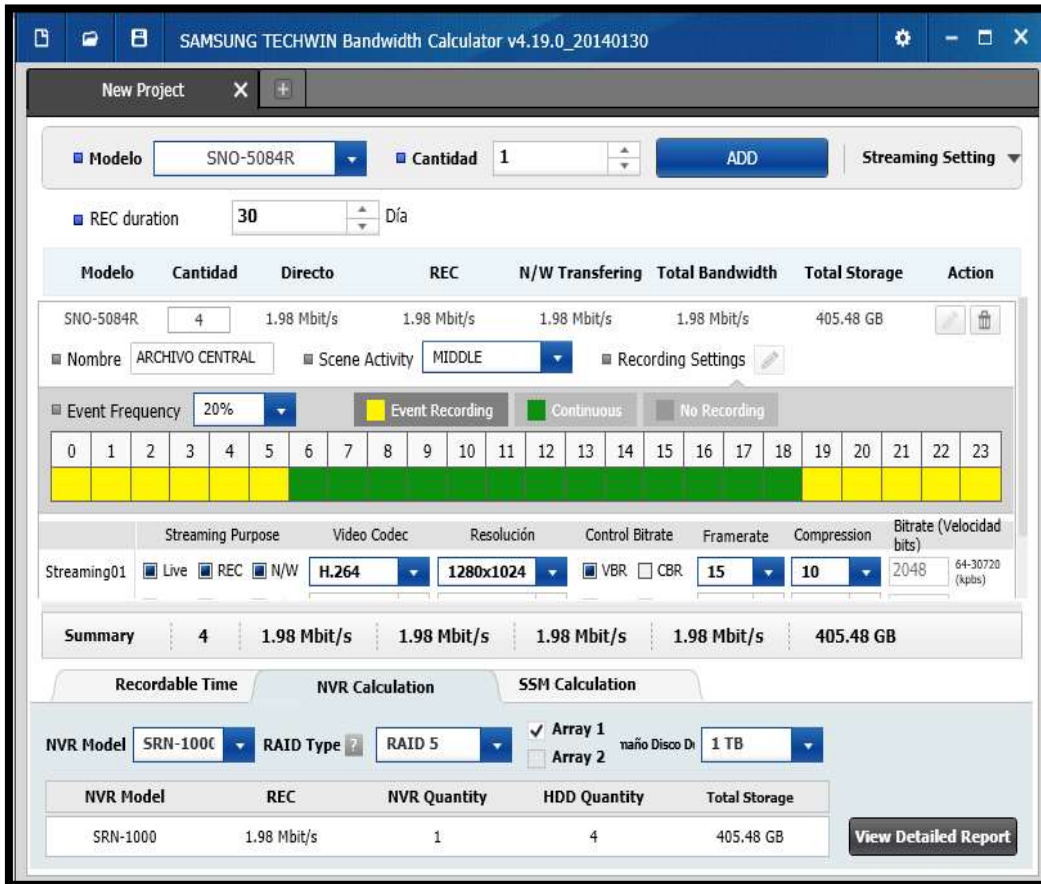 SAMSUNG TECHWIN Bandwidth Calculator v4.19.0_20140130
New Project
Modelo SNO-5084R Cantidad 1 ADD Streaming Setting
REC duration 30 Día
Modelo Cantidad Directo REC N/W Transfering Total Bandwidth Total Storage Action
SNO-5084R 4 1.98 Mbit/s 1.98 Mbit/s 1.98 Mbit/s 1.98 Mbit/s 405.48 GB
Nombre ARCHIVO CENTRAL Scene Activity MIDDLE Recording Settings
Event Frequency 20% Event Recording Continuous No Recording
0 1 2 3 4 5 6 7 8 9 10 11 12 13 14 15 16 17 18 19 20 21 22 23
Streaming Purpose Video Codec Resolución Control Bitrate Framerate Compression Bitrate (Velocidad
bits)
Streaming01 Live REC N/W H.264 1280x1024 VBR CBR 15 10 2048 64-30720
(kpbs)
Summary 4 1.98 Mbit/s 1.98 Mbit/s 1.98 Mbit/s 1.98 Mbit/s 405.48 GB
Recordable Time NVR Calculation SSM Calculation
NVR Model SRN-1000 RAID Type ? RAID 5 Array 1 naño Disco D 1 TB
Array 2
NVR Model REC NVR Quantity HDD Quantity Total Storage
SRN-1000 1.98 Mbit/s 1 4 405.48 GB View Detailed Report